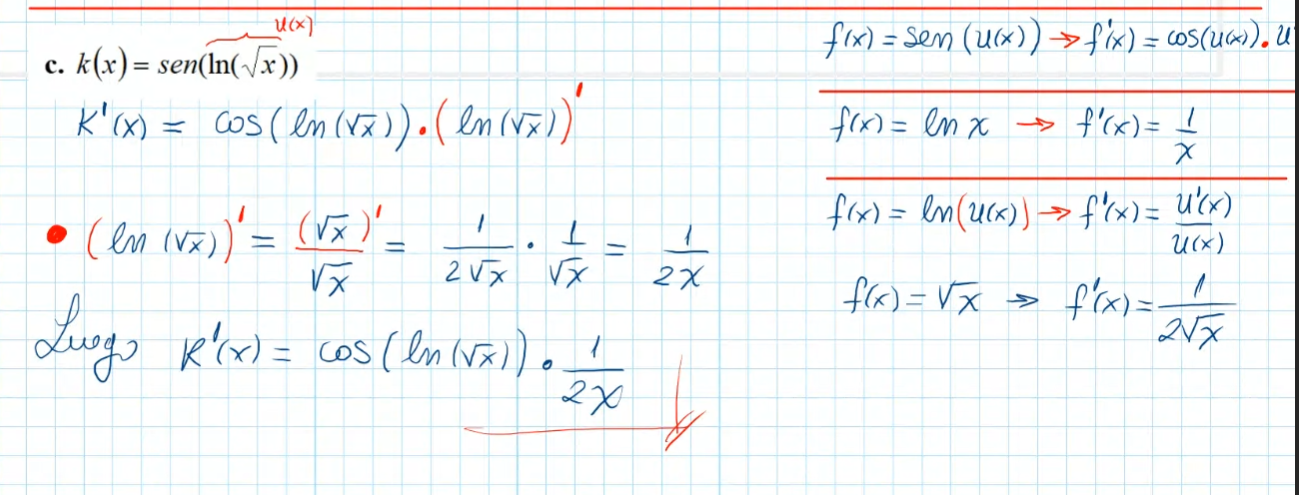 u(x)
c. k(x) = sen(ln(√x))
K'(x) = cos(ln(√x)).(ln(√x))'
• (ln(√x))' = (√x)'/√x = 1/2√x · 1/√x = 1/2x
Luego K'(x) = cos(ln(√x)) · 1/2x
f(x) = sen(u(x)) → f'(x) = cos(u(x)).u'
f(x) = ln x → f'(x) = 1/x
f(x) = ln(u(x)) → f'(x) = u'(x)/u(x)
f(x) = √x → f'(x) = 1/2√x